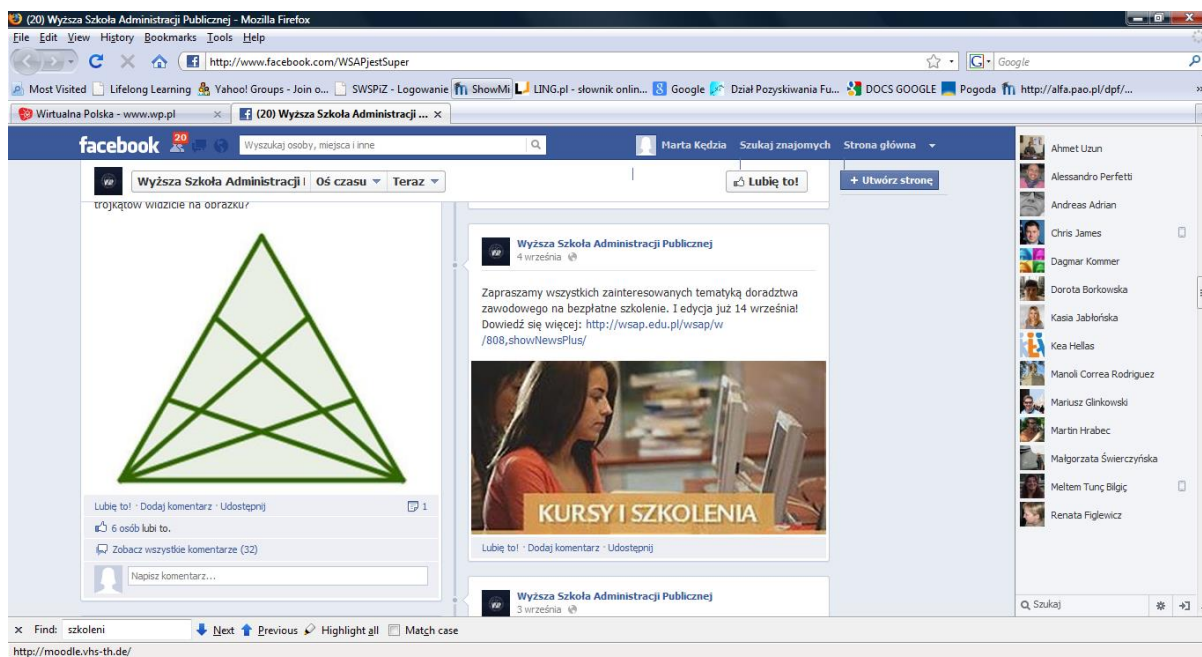 (20) Wyższa Szkoła Administracji Publicznej - Mozilla Firefox
File Edit View History Bookmarks Tools Help
http://www.facebook.com/WSAPjestSuper
Google
Most Visited Lifelong Learning Yahoo! Groups - Join o... SWSPiZ - Logowanie ShowMi LING.pl - słownik onlin... Google Dział Pozyskiwania Fu... DOCS GOOGLE Pogoda http://alfa.pao.pl/dpf/...
Wirtualna Polska - www.wp.pl
(20) Wyższa Szkoła Administracji ...
facebook 20 Wyszukaj osoby, miejsca i inne Marta Kędzia Szukaj znajomych Strona główna
Wyższa Szkoła Administracji Oś czasu Teraz Lubię to! + Utwórz stronę
trójkątów widzicie na obrazku?
Lubię to! · Dodaj komentarz · Udostępnij 1
6 osób lubi to.
Zobacz wszystkie komentarze (32)
Napisz komentarz...
Wyższa Szkoła Administracji Publicznej
4 września
Zapraszamy wszystkich zainteresowanych tematyką doradztwa
zawodowego na bezpłatne szkolenie. I edycja już 14 września!
Dowiedź się więcej: http://wsap.edu.pl/wsap/w
/808,showNewsPlus/
KURSY I SZKOLENIA
Lubię to! · Dodaj komentarz · Udostępnij
Wyższa Szkoła Administracji Publicznej
3 września
Ahmet Uzun
Alessandro Perfetti
Andreas Adrian
Chris James
Dagmar Kommer
Dorota Borkowska
Kasia Jabłońska
Kea Hellas
Manoli Correa Rodriguez
Mariusz Glinkowski
Martin Hrabec
Małgorzata Świerczyńska
Meltem Tunç Bilgiç
Renata Figlewicz
Szukaj
Find: szkoleni Next Previous Highlight all Match case
http://moodle.vhs-th.de/